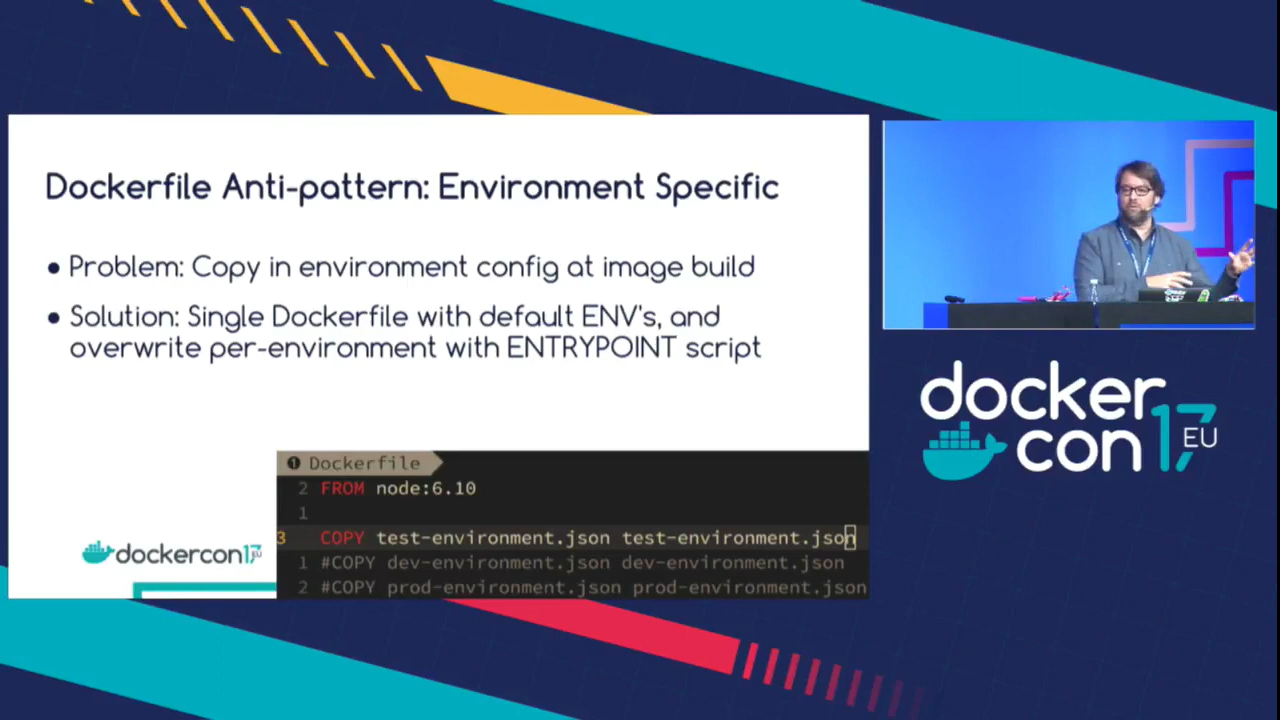 Dockerfile Anti-pattern: Environment Specific
● Problem: Copy in environment config at image build
● Solution: Single Dockerfile with default ENV's, and
overwrite per-environment with ENTRYPOINT script
❶ Dockerfile
2 FROM node:6.10
1
3 COPY test-environment.json test-environment.json
1 #COPY dev-environment.json dev-environment.json
2 #COPY prod-environment.json prod-environment.json
dockercon17 EU
docker
con 17 EU